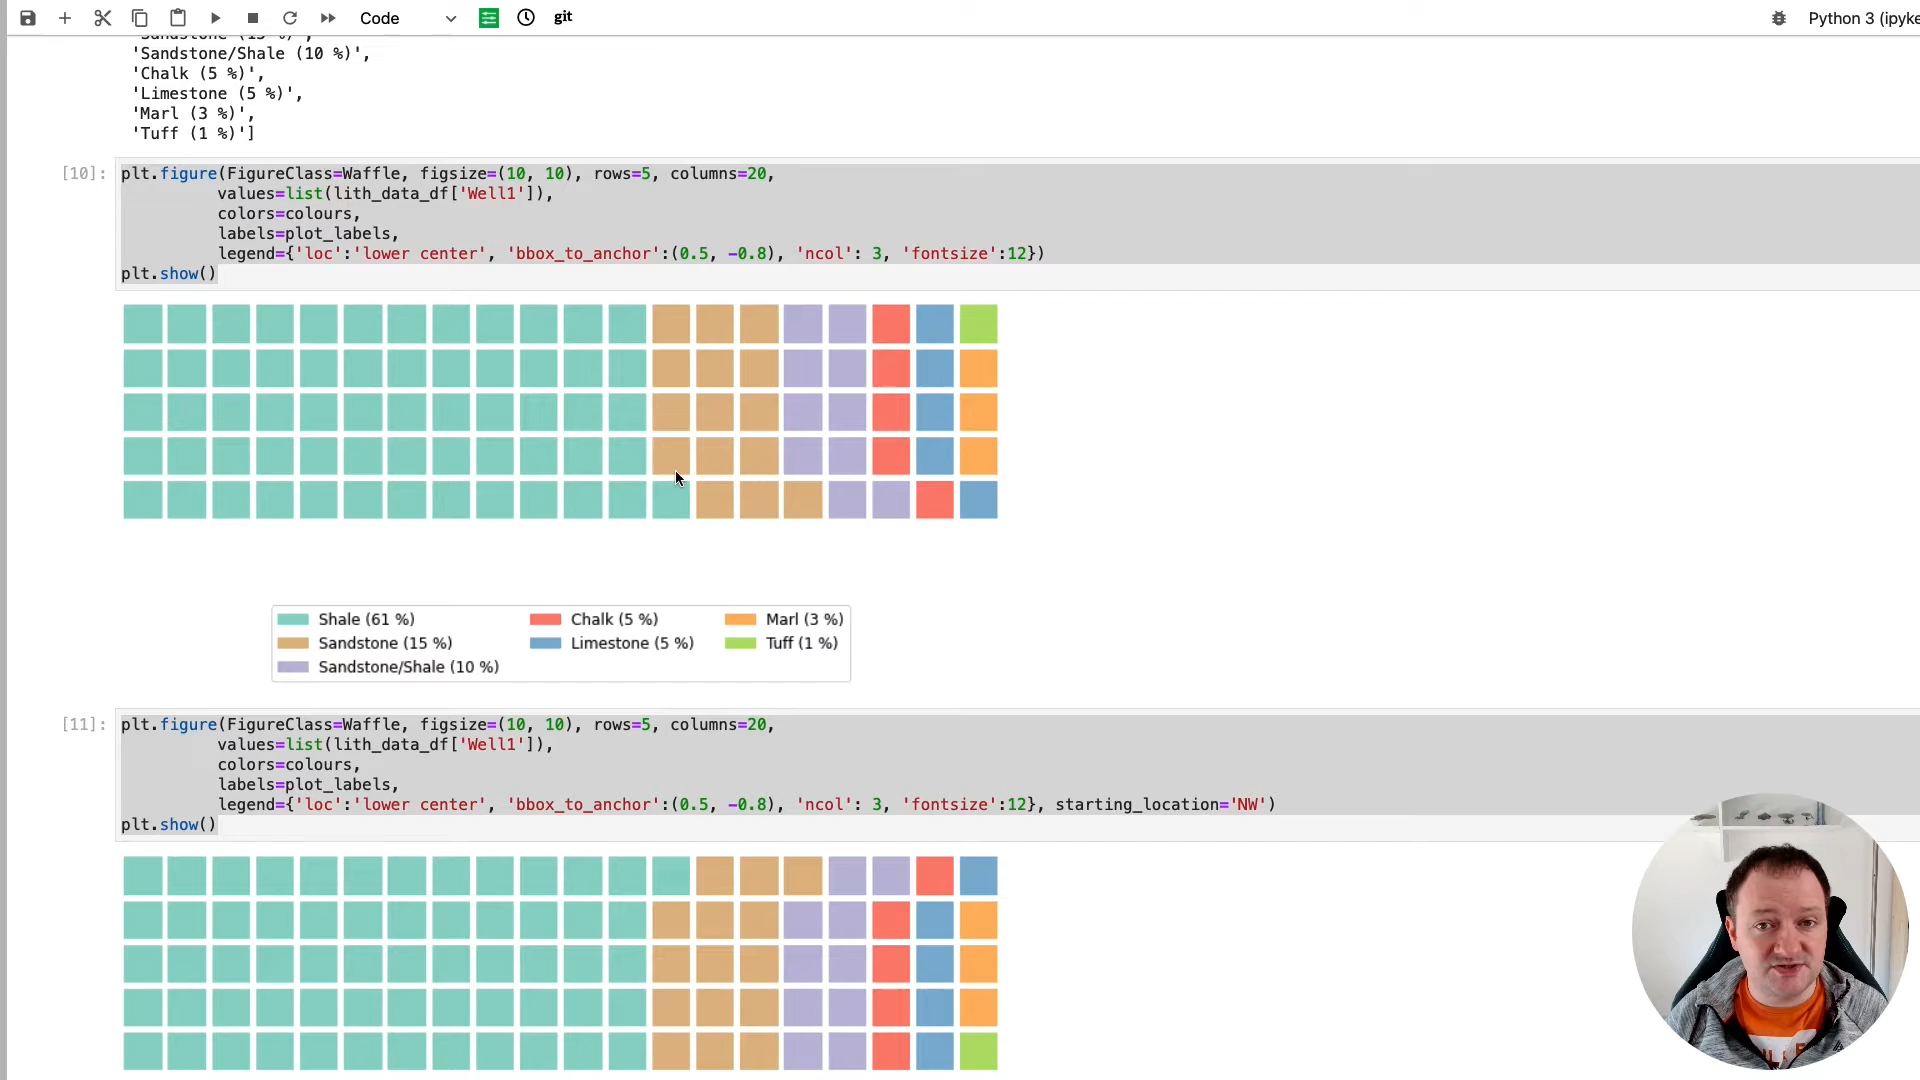 Code
git
Python 3 (ipyke
'Sandstone (15 %)',
'Sandstone/Shale (10 %)',
'Chalk (5 %)',
'Limestone (5 %)',
'Marl (3 %)',
'Tuff (1 %)']
[10]:
plt.figure(FigureClass=Waffle, figsize=(10, 10), rows=5, columns=20,
values=list(lith_data_df['Well1']),
colors=colours,
labels=plot_labels,
legend={'loc':'lower center', 'bbox_to_anchor':(0.5, -0.8), 'ncol': 3, 'fontsize':12})
plt.show()
Shale (61 %)
Sandstone (15 %)
Sandstone/Shale (10 %)
Chalk (5 %)
Limestone (5 %)
Marl (3 %)
Tuff (1 %)
[11]:
plt.figure(FigureClass=Waffle, figsize=(10, 10), rows=5, columns=20,
values=list(lith_data_df['Well1']),
colors=colours,
labels=plot_labels,
legend={'loc':'lower center', 'bbox_to_anchor':(0.5, -0.8), 'ncol': 3, 'fontsize':12}, starting_location='NW')
plt.show()